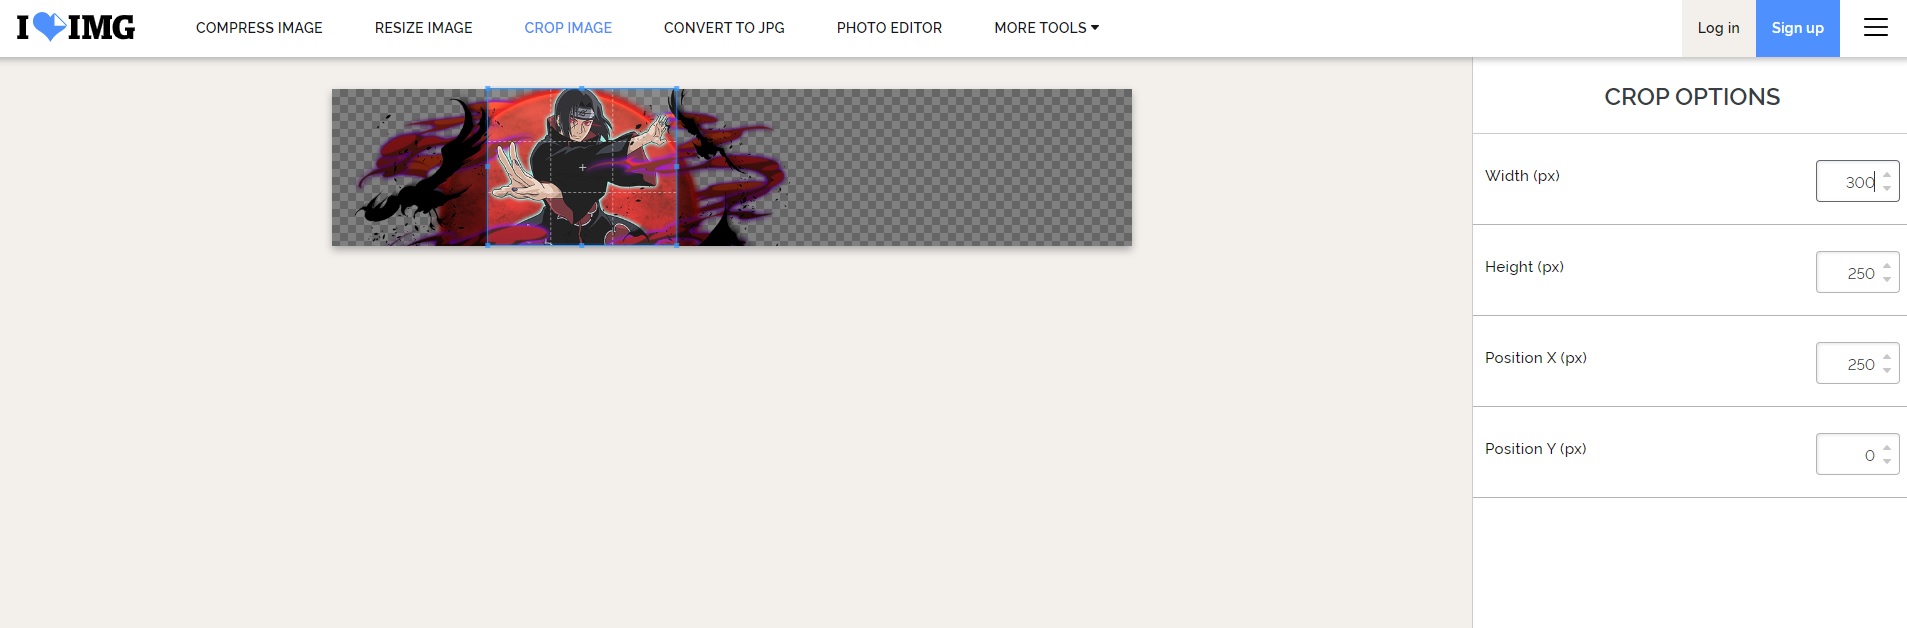 I IMG
COMPRESS IMAGE
RESIZE IMAGE
CROP IMAGE
CONVERT TO JPG
PHOTO EDITOR
MORE TOOLS
Log in
Sign up
CROP OPTIONS
Width (px)
300
Height (px)
250
Position X (px)
250
Position Y (px)
0